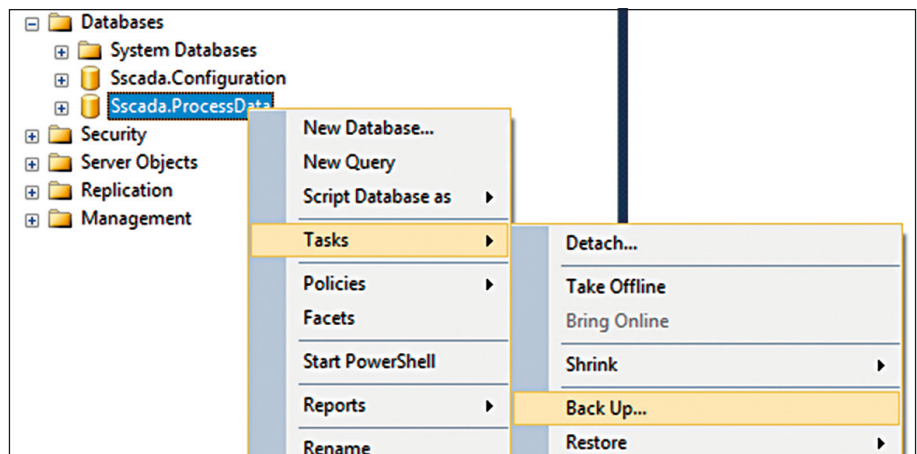 Databases
System Databases
Sscada.Configuration
Sscada.ProcessData
Security
Server Objects
Replication
Management
New Database...
New Query
Script Database as
Tasks
Policies
Facets
Start PowerShell
Reports
Rename
Detach...
Take Offline
Bring Online
Shrink
Back Up...
Restore